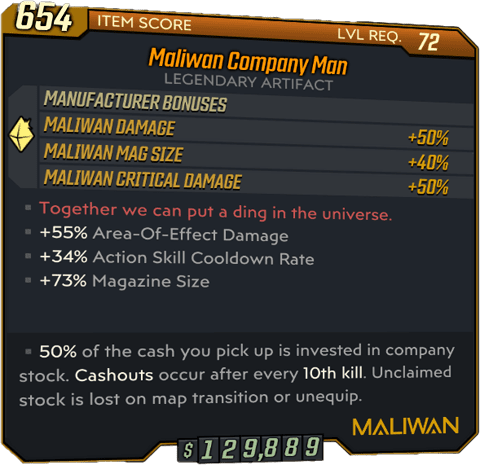 654 ITEM SCORE LVL REQ. 72
Maliwan Company Man
LEGENDARY ARTIFACT
MANUFACTURER BONUSES
MALIWAN DAMAGE +50%
MALIWAN MAG SIZE +40%
MALIWAN CRITICAL DAMAGE +50%
Together we can put a ding in the universe.
+55% Area-Of-Effect Damage
+34% Action Skill Cooldown Rate
+73% Magazine Size
50% of the cash you pick up is invested in company
stock. Cashouts occur after every 10th kill. Unclaimed
stock is lost on map transition or unequip.
MALIWAN
$ 129,889